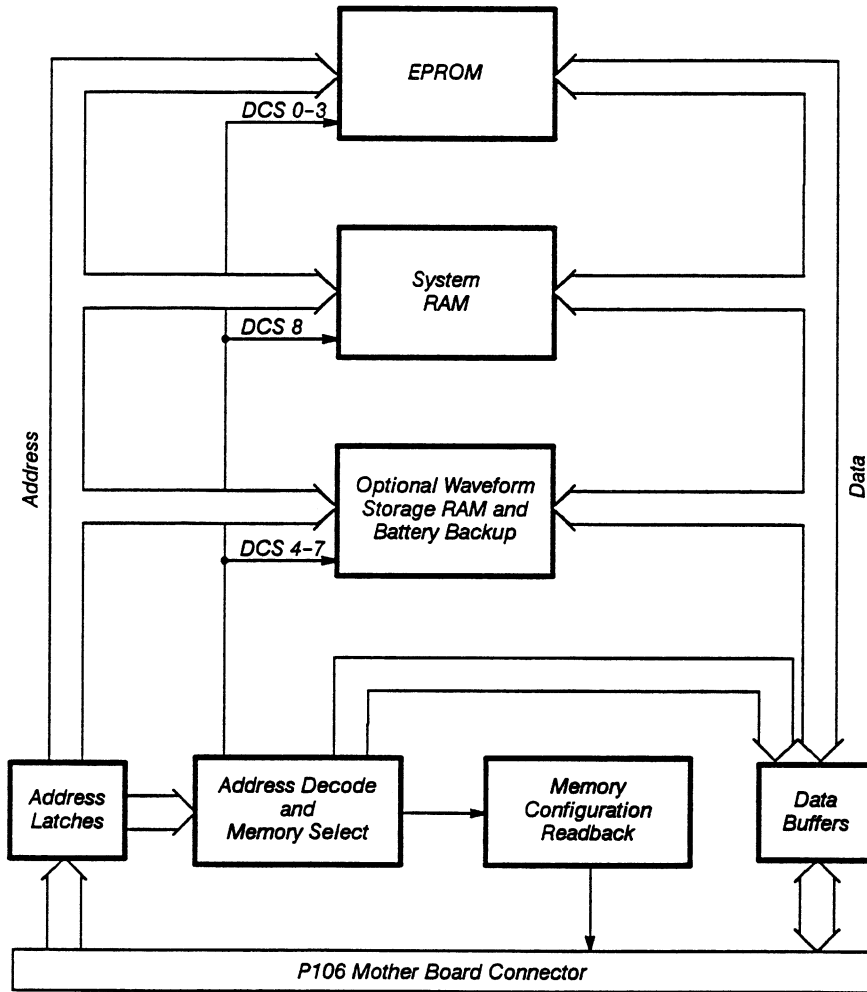 EPROM
DCS 0-3
System
RAM
DCS 8
Address
Data
Optional Waveform
Storage RAM and
Battery Backup
DCS 4-7
Address
Latches
Address Decode
and
Memory Select
Memory
Configuration
Readback
Data
Buffers
P106 Mother Board Connector